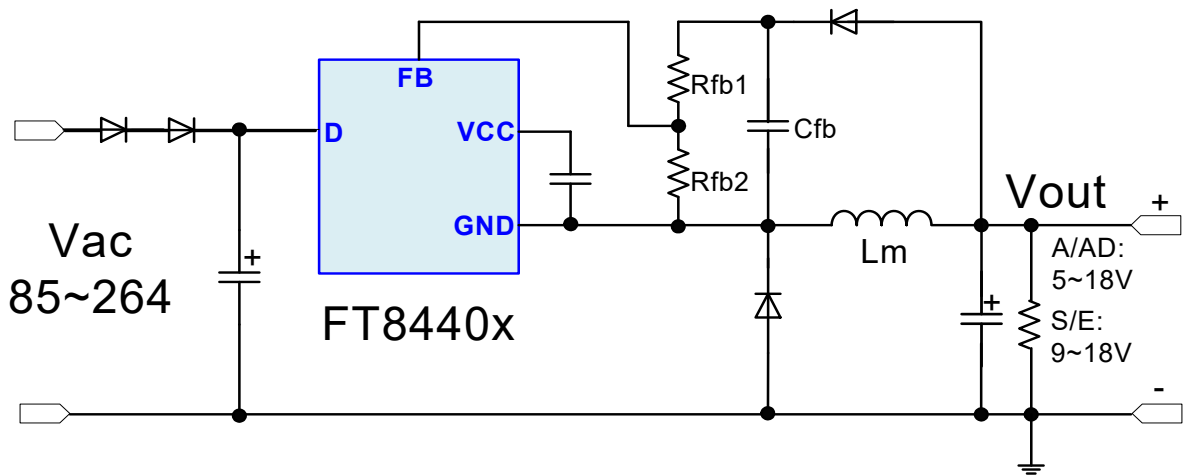 FB
Rfb1
D
VCC
Cfb
Rfb2
GND
Vout
+
Lm
Vac
85~264
+
A/AD:
5~18V
+
S/E:
9~18V
FT8440x
-